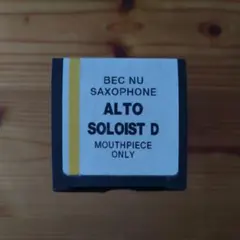 BEC NU
SAXOPHONE
ALTO
SOLOIST D
MOUTHPIECE
ONLY